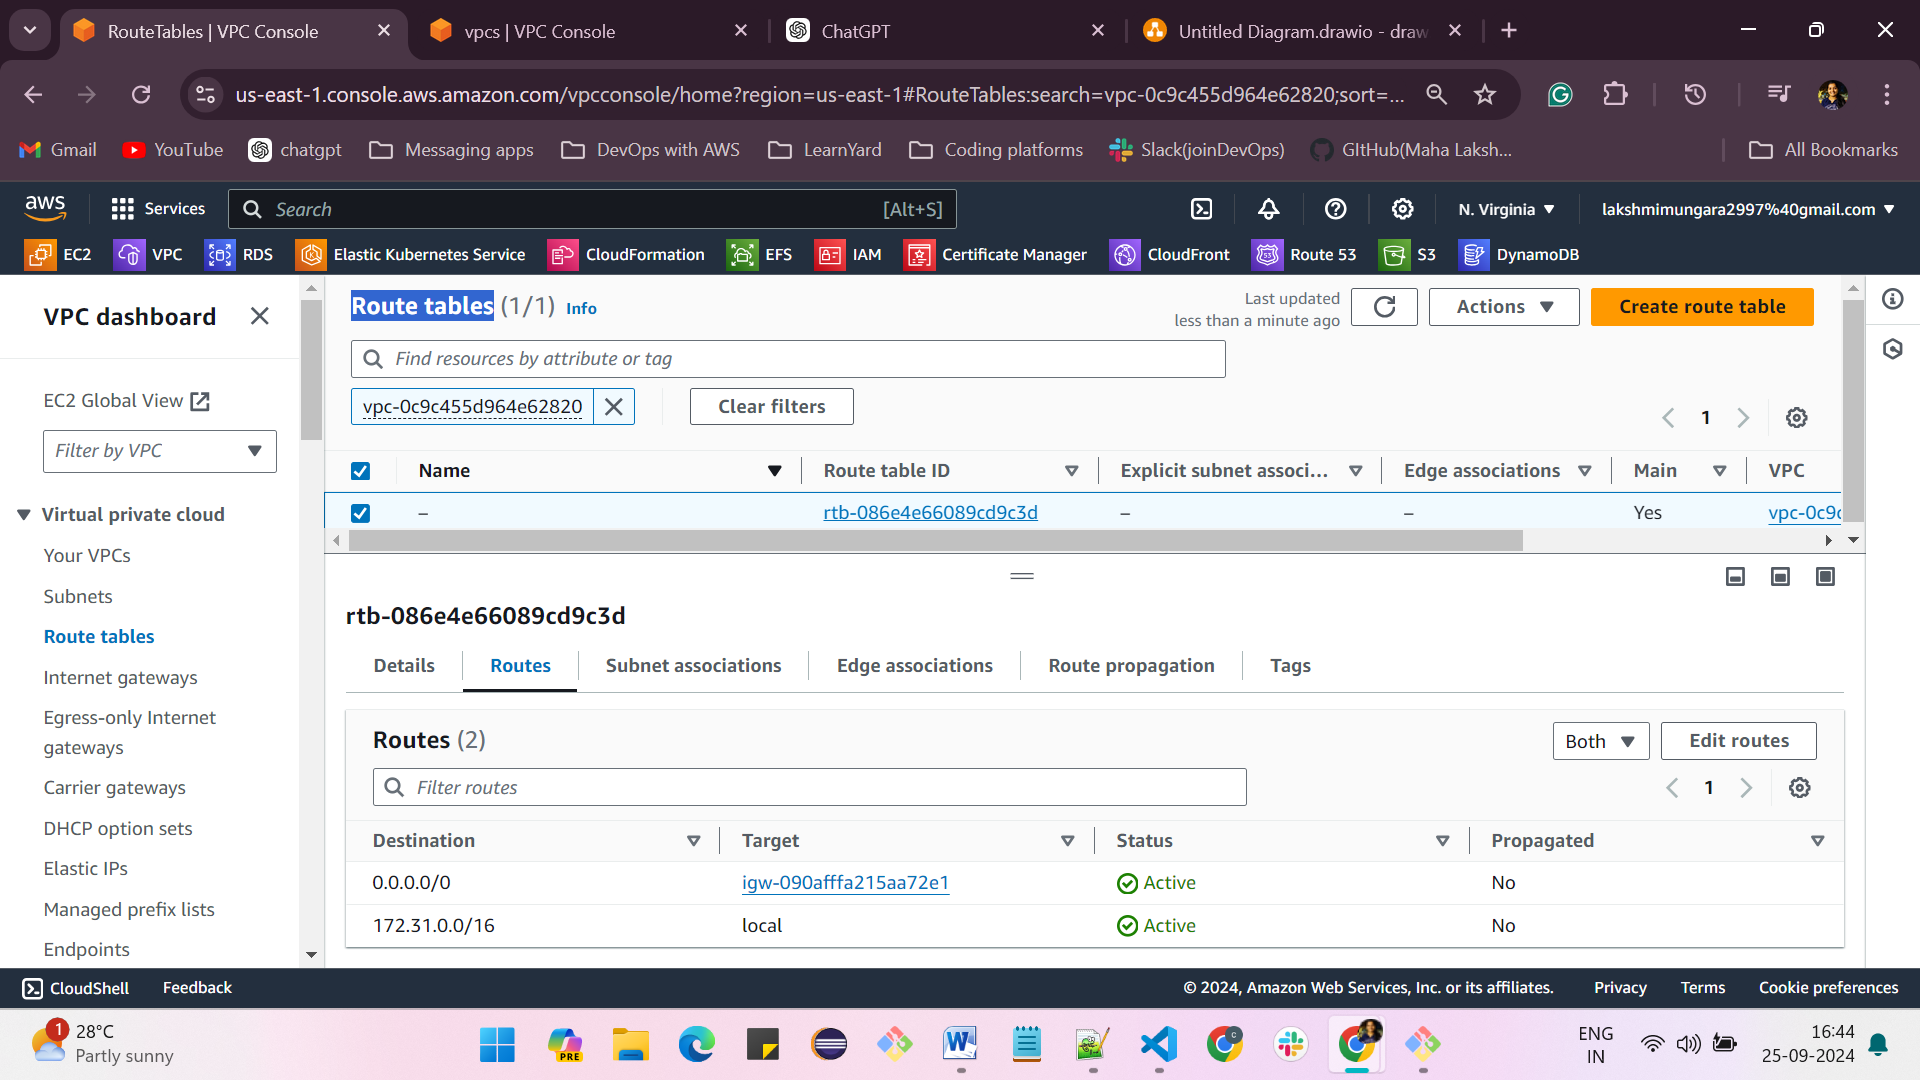 RouteTables | VPC Console
vpcs | VPC Console
ChatGPT
Untitled Diagram.drawio - draw
us-east-1.console.aws.amazon.com/vpcconsole/home?region=us-east-1#RouteTables:search=vpc-0c9c455d964e62820;sort=...
Gmail
YouTube
chatgpt
Messaging apps
DevOps with AWS
LearnYard
Coding platforms
Slack(joinDevOps)
GItHub(Maha Laksh...
All Bookmarks
aws
Services
Search
[Alt+S]
N. Virginia
lakshmimungara2997%40gmail.com
EC2
VPC
RDS
Elastic Kubernetes Service
CloudFormation
EFS
IAM
Certificate Manager
CloudFront
Route 53
S3
DynamoDB
VPC dashboard
EC2 Global View
Filter by VPC
Virtual private cloud
Your VPCs
Subnets
Route tables
Internet gateways
Egress-only Internet
gateways
Carrier gateways
DHCP option sets
Elastic IPs
Managed prefix lists
Endpoints
Route tables (1/1) Info
Last updated
less than a minute ago
Actions
Create route table
Find resources by attribute or tag
vpc-0c9c455d964e62820
Clear filters
1
Name
Route table ID
Explicit subnet associ...
Edge associations
Main
VPC
–
rtb-086e4e66089cd9c3d
–
–
Yes
vpc-0c9c
rtb-086e4e66089cd9c3d
Details
Routes
Subnet associations
Edge associations
Route propagation
Tags
Routes (2)
Both
Edit routes
Filter routes
1
Destination
Target
Status
Propagated
0.0.0.0/0
igw-090afffa215aa72e1
Active
No
172.31.0.0/16
local
Active
No
CloudShell
Feedback
© 2024, Amazon Web Services, Inc. or its affiliates.
Privacy
Terms
Cookie preferences
1
28°C
Partly sunny
PRE
ENG
IN
16:44
25-09-2024